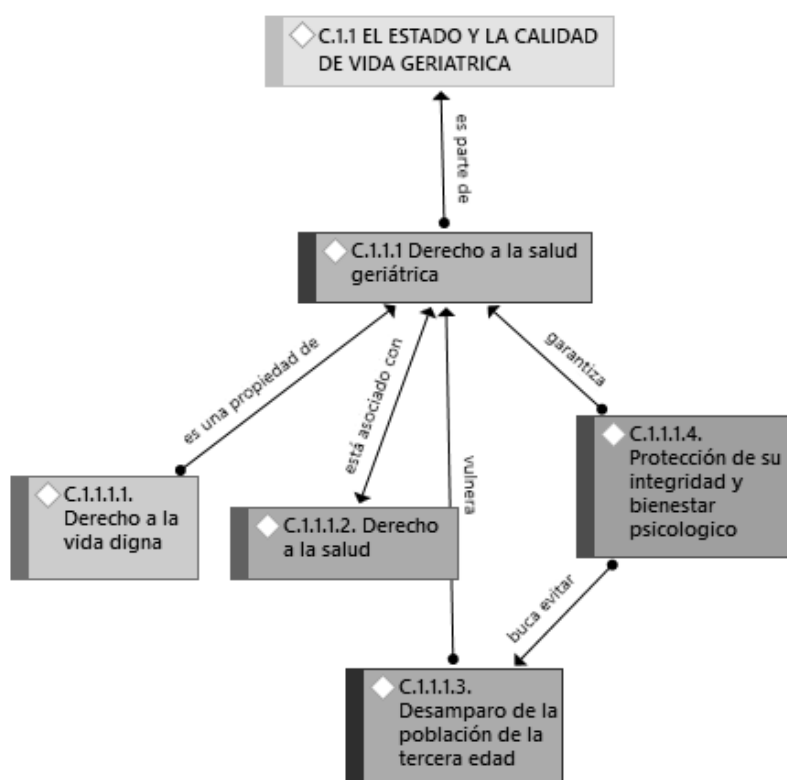 C.1.1 EL ESTADO Y LA CALIDAD
DE VIDA GERIATRICA
es parte de
C.1.1.1 Derecho a la salud
geriátrica
es una propiedad de
está asociado con
vulnera
garantiza
C.1.1.1.1.
Derecho a la
vida digna
C.1.1.1.2. Derecho
a la salud
C.1.1.1.4.
Protección de su
integridad y
bienestar
psicologico
buca evitar
C.1.1.1.3.
Desamparo de la
población de la
tercera edad